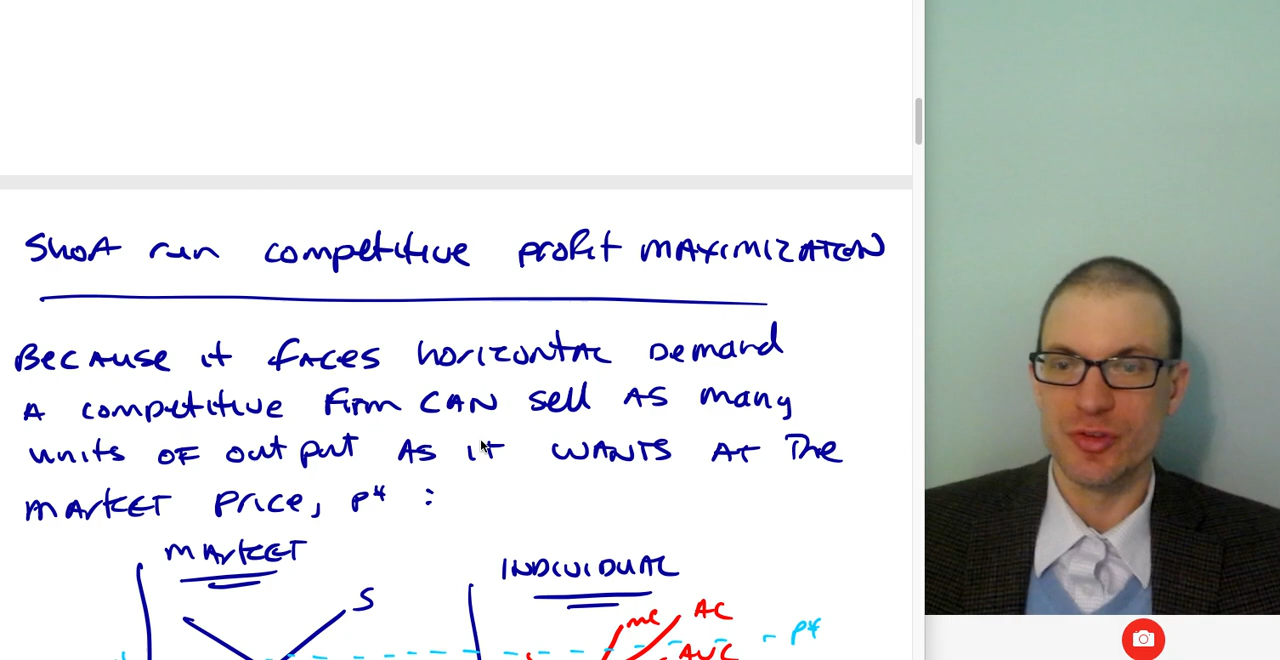 Short run competitive profit MAXIMIZATION
Because it faces horizontal Demand
A competitive Firm CAN sell AS many
units OF output AS it WANTS AT The
market price, p* :
MARKET
INDIVIDUAL
S
mc
AC
p*
AVC